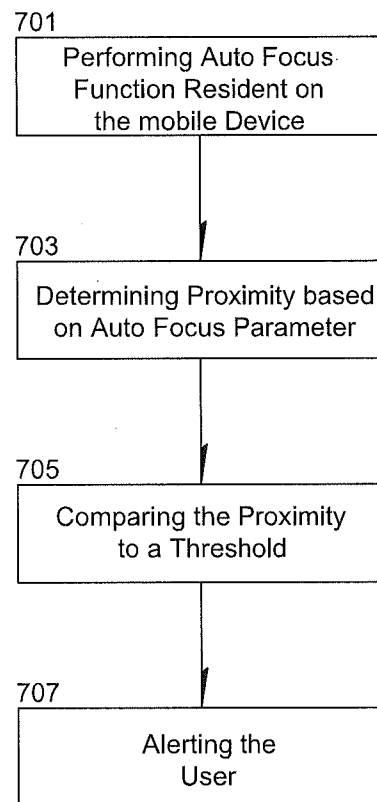 701
Performing Auto Focus
Function Resident on
the mobile Device
703
Determining Proximity based
on Auto Focus Parameter
705
Comparing the Proximity
to a Threshold
707
Alerting the
User